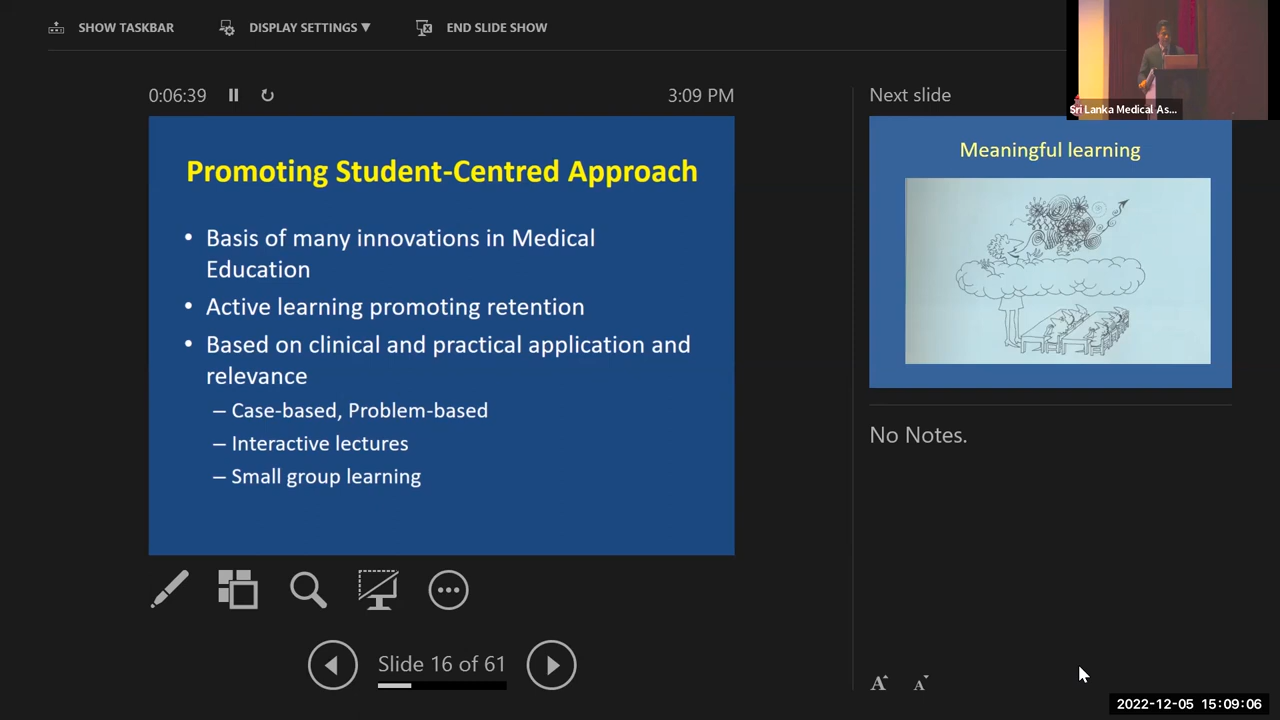 SHOW TASKBAR
DISPLAY SETTINGS ▼
END SLIDE SHOW
0:06:39
3:09 PM
Promoting Student-Centred Approach
• Basis of many innovations in Medical
Education
• Active learning promoting retention
• Based on clinical and practical application and
relevance
– Case-based, Problem-based
– Interactive lectures
– Small group learning
Slide 16 of 61
Next slide
Sri Lanka Medical As...
Meaningful learning
No Notes.
A A
2022-12-05 15:09:06